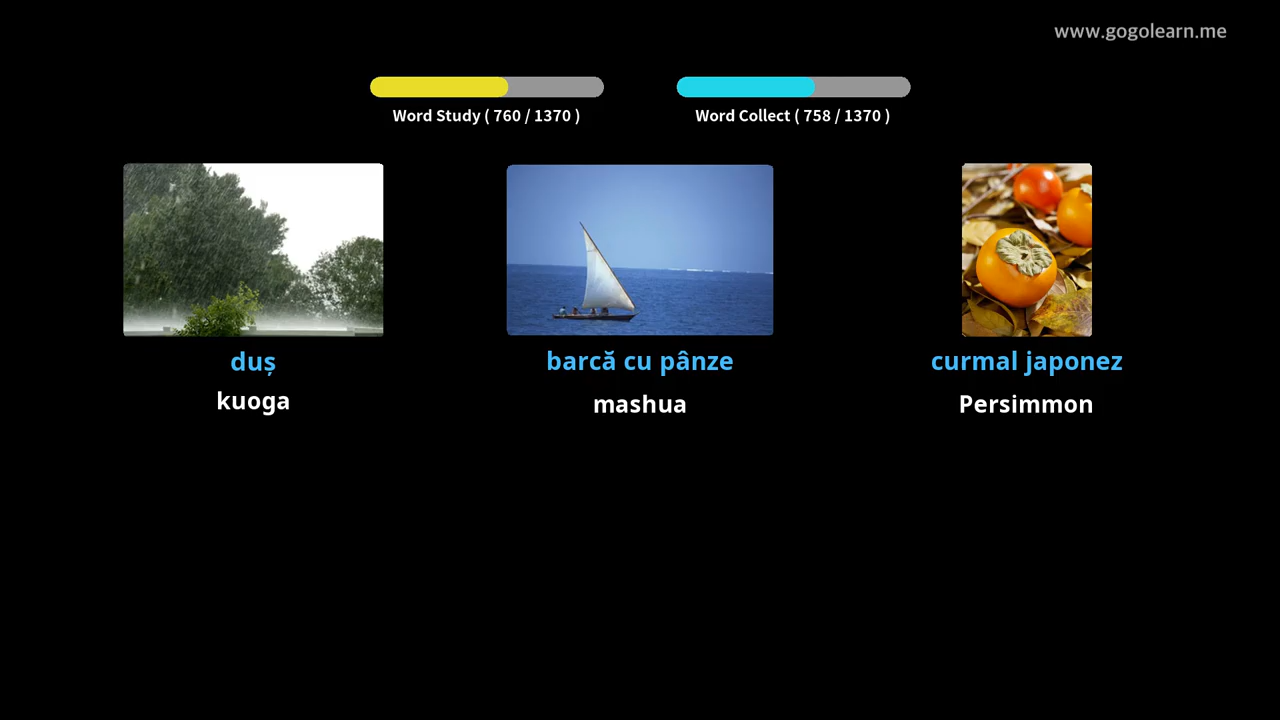 www.gogolearn.me
Word Study ( 760 / 1370 )
Word Collect ( 758 / 1370 )
duș
barcă cu pânze
curmal japonez
kuoga
mashua
Persimmon